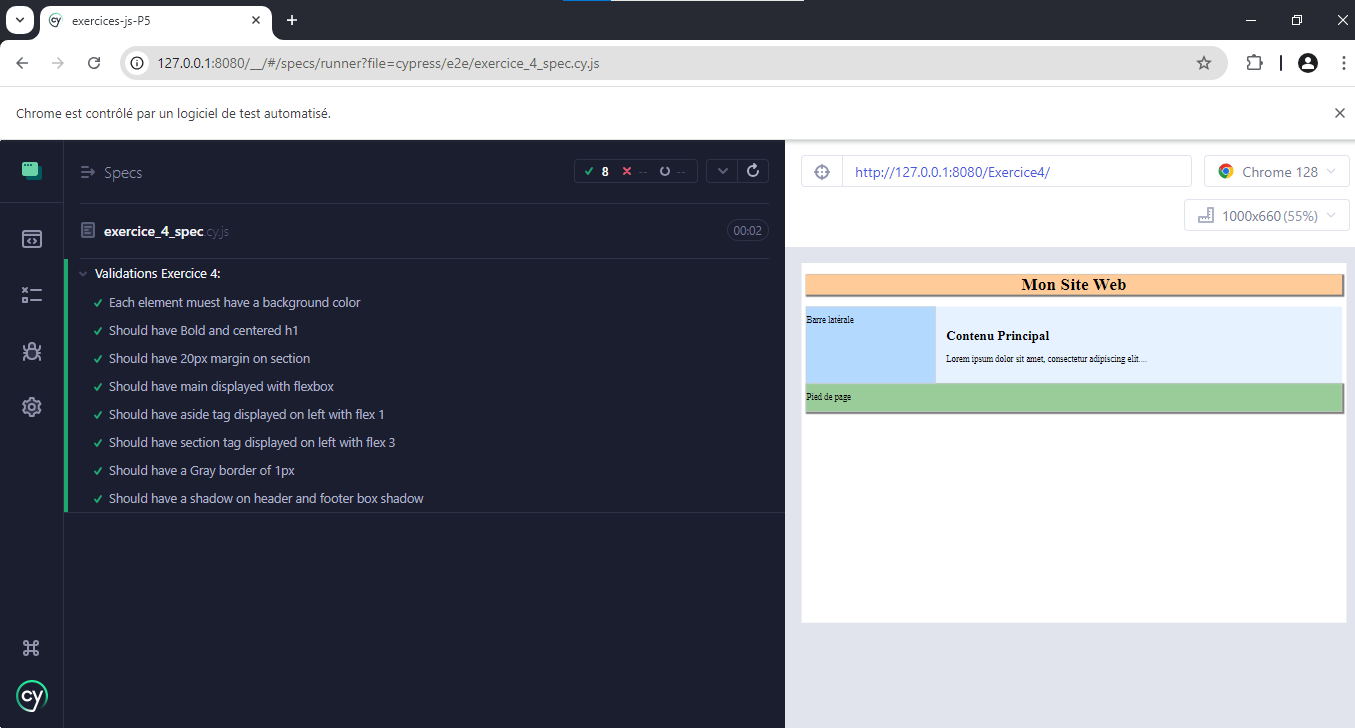 exercices-js-P5
127.0.0.1:8080/__/#/specs/runner?file=cypress/e2e/exercice_4_spec.cy.js
Chrome est contrôlé par un logiciel de test automatisé.
Specs
8 -- --
exercice_4_spec.cy.js
00:02
Validations Exercice 4:
Each element muest have a background color
Should have Bold and centered h1
Should have 20px margin on section
Should have main displayed with flexbox
Should have aside tag displayed on left with flex 1
Should have section tag displayed on left with flex 3
Should have a Gray border of 1px
Should have a shadow on header and footer box shadow
cy
http://127.0.0.1:8080/Exercice4/
Chrome 128
1000x660 (55%)
Mon Site Web
Barre latérale
Contenu Principal
Lorem ipsum dolor sit amet, consectetur adipiscing elit....
Pied de page